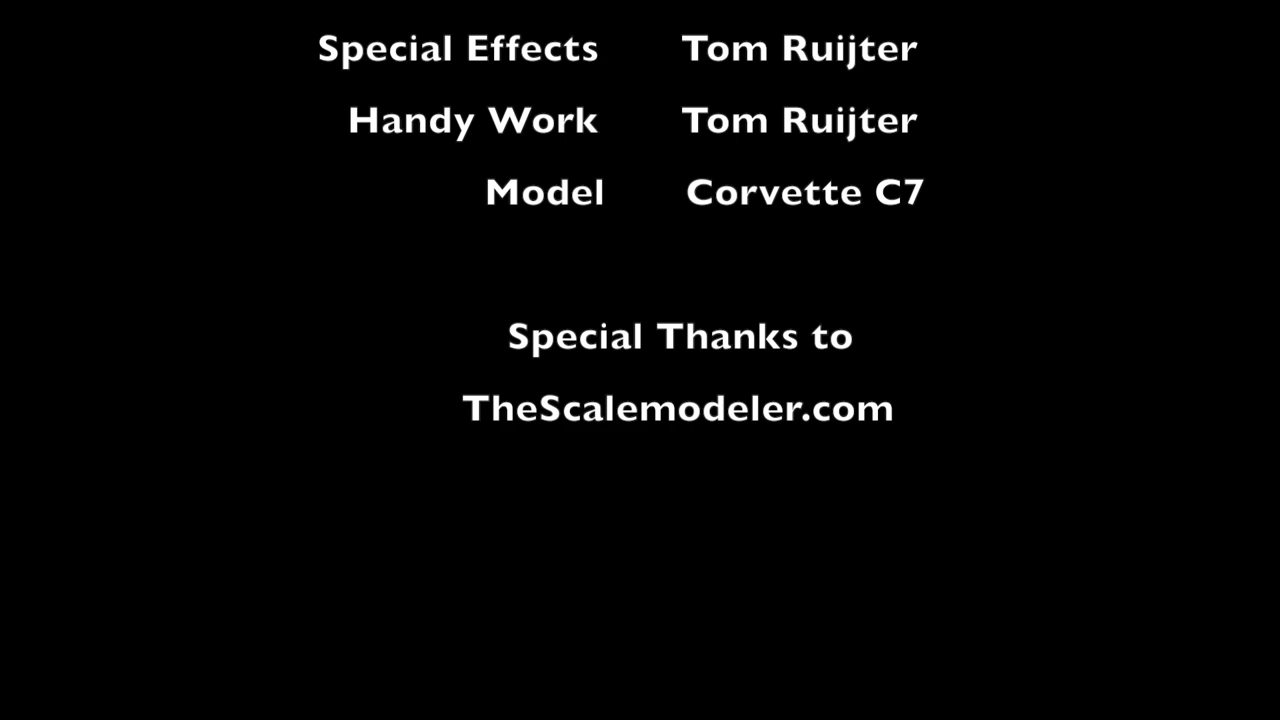 Special Effects Tom Ruijter
Handy Work Tom Ruijter
Model Corvette C7
Special Thanks to
TheScalemodeler.com